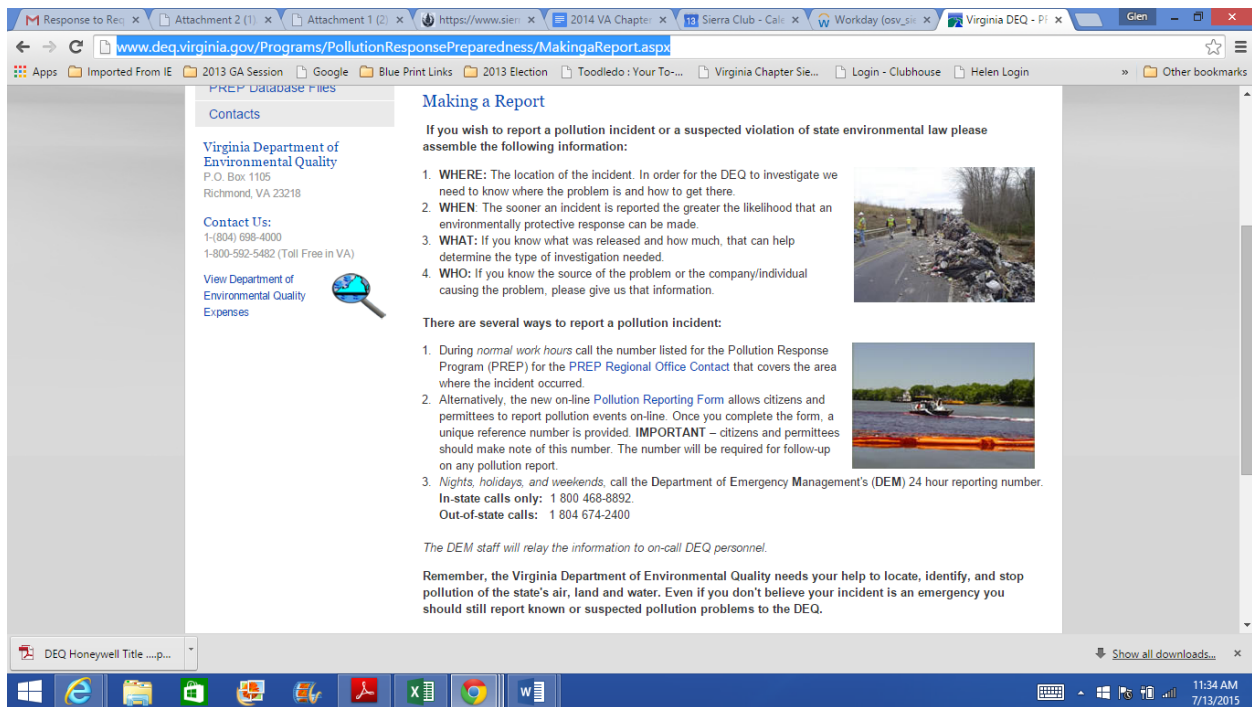 Response to Req
Attachment 2 (1).
Attachment 1 (2)
https://www.sierr
2014 VA Chapter
Sierra Club - Cale
Workday (osv_sie
Virginia DEQ - PR
Glen
www.deq.virginia.gov/Programs/PollutionResponsePreparedness/MakingaReport.aspx
Apps
Imported From IE
2013 GA Session
Google
Blue Print Links
2013 Election
Toodledo : Your To-...
Virginia Chapter Sie...
Login - Clubhouse
Helen Login
»
Other bookmarks
PREP Database Files
Contacts
Virginia Department of
Environmental Quality
P.O. Box 1105
Richmond, VA 23218
Contact Us:
1-(804) 698-4000
1-800-592-5482 (Toll Free in VA)
View Department of
Environmental Quality
Expenses
Making a Report
If you wish to report a pollution incident or a suspected violation of state environmental law please
assemble the following information:
1. WHERE: The location of the incident. In order for the DEQ to investigate we
need to know where the problem is and how to get there.
2. WHEN: The sooner an incident is reported the greater the likelihood that an
environmentally protective response can be made.
3. WHAT: If you know what was released and how much, that can help
determine the type of investigation needed.
4. WHO: If you know the source of the problem or the company/individual
causing the problem, please give us that information.
There are several ways to report a pollution incident:
1. During normal work hours call the number listed for the Pollution Response
Program (PREP) for the PREP Regional Office Contact that covers the area
where the incident occurred.
2. Alternatively, the new on-line Pollution Reporting Form allows citizens and
permittees to report pollution events on-line. Once you complete the form, a
unique reference number is provided. IMPORTANT – citizens and permittees
should make note of this number. The number will be required for follow-up
on any pollution report.
3. Nights, holidays, and weekends, call the Department of Emergency Management's (DEM) 24 hour reporting number.
In-state calls only: 1 800 468-8892.
Out-of-state calls: 1 804 674-2400
The DEM staff will relay the information to on-call DEQ personnel.
Remember, the Virginia Department of Environmental Quality needs your help to locate, identify, and stop
pollution of the state's air, land and water. Even if you don't believe your incident is an emergency you
should still report known or suspected pollution problems to the DEQ.
DEQ Honeywell Title ....p...
Show all downloads...
11:34 AM
7/13/2015